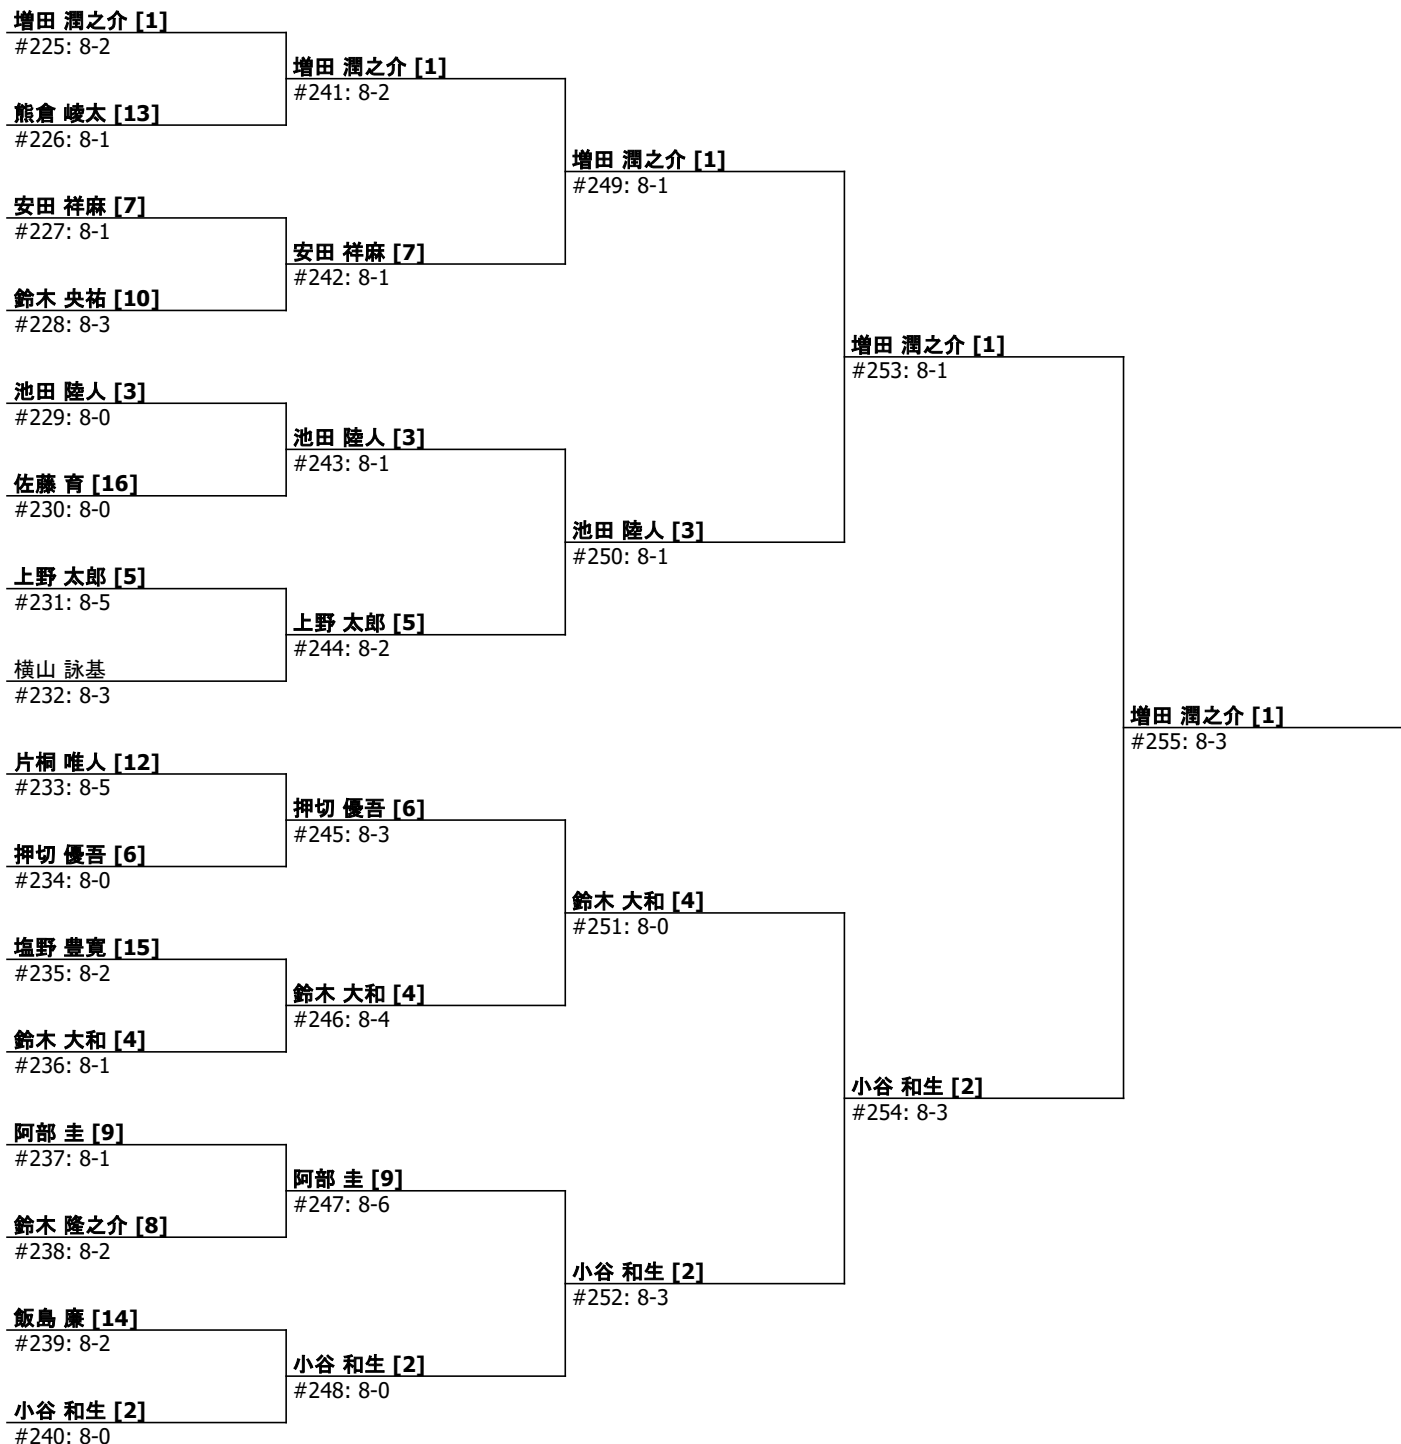 増田 潤之介 [1]
#225: 8-2
増田 潤之介 [1]
#241: 8-2
熊倉 崚太 [13]
#226: 8-1
増田 潤之介 [1]
#249: 8-1
安田 祥麻 [7]
#227: 8-1
安田 祥麻 [7]
#242: 8-1
鈴木 央祐 [10]
#228: 8-3
増田 潤之介 [1]
#253: 8-1
池田 陸人 [3]
#229: 8-0
池田 陸人 [3]
#243: 8-1
佐藤 育 [16]
#230: 8-0
池田 陸人 [3]
#250: 8-1
上野 太郎 [5]
#231: 8-5
上野 太郎 [5]
#244: 8-2
横山 詠基
#232: 8-3
増田 潤之介 [1]
#255: 8-3
片桐 唯人 [12]
#233: 8-5
押切 優吾 [6]
#245: 8-3
押切 優吾 [6]
#234: 8-0
鈴木 大和 [4]
#251: 8-0
塩野 豊寛 [15]
#235: 8-2
鈴木 大和 [4]
#246: 8-4
鈴木 大和 [4]
#236: 8-1
小谷 和生 [2]
#254: 8-3
阿部 圭 [9]
#237: 8-1
阿部 圭 [9]
#247: 8-6
鈴木 隆之介 [8]
#238: 8-2
小谷 和生 [2]
#252: 8-3
飯島 廉 [14]
#239: 8-2
小谷 和生 [2]
#248: 8-0
小谷 和生 [2]
#240: 8-0